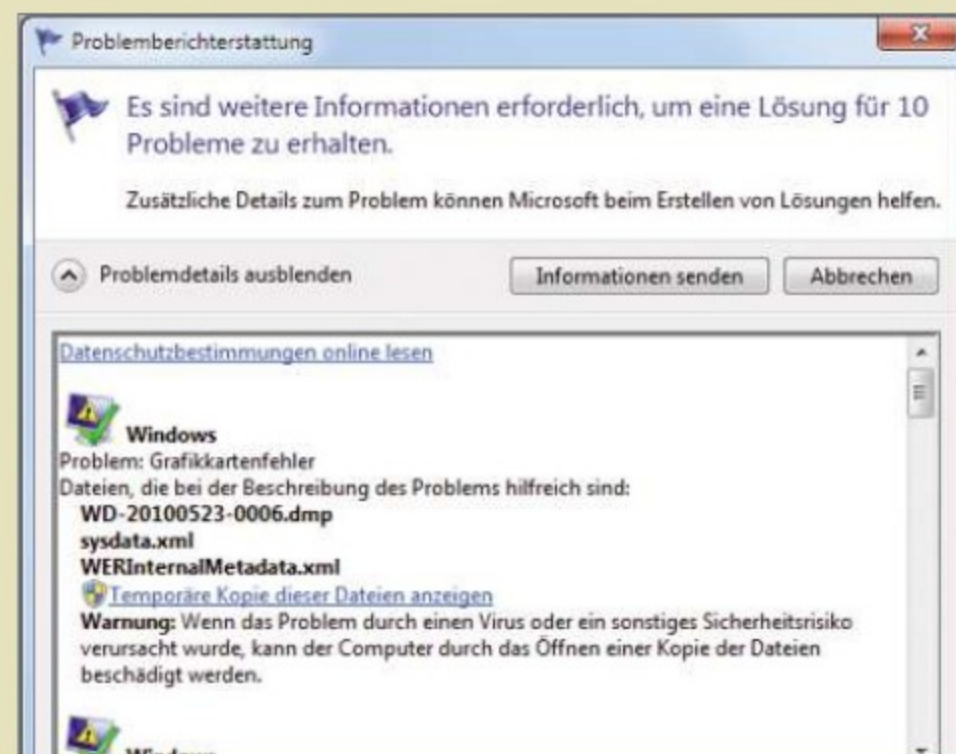 Problemberichterstattung
Es sind weitere Informationen erforderlich, um eine Lösung für 10
Probleme zu erhalten.
Zusätzliche Details zum Problem können Microsoft beim Erstellen von Lösungen helfen.
Problemdetails ausblenden
Informationen senden
Abbrechen
Datenschutzbestimmungen online lesen
Windows
Problem: Grafikkartenfehler
Dateien, die bei der Beschreibung des Problems hilfreich sind:
WD-20100523-0006.dmp
sysdata.xml
WERInternalMetadata.xml
Temporäre Kopie dieser Dateien anzeigen
Warnung: Wenn das Problem durch einen Virus oder ein sonstiges Sicherheitsrisiko
verursacht wurde, kann der Computer durch das Öffnen einer Kopie der Dateien
beschädigt werden.
Windows